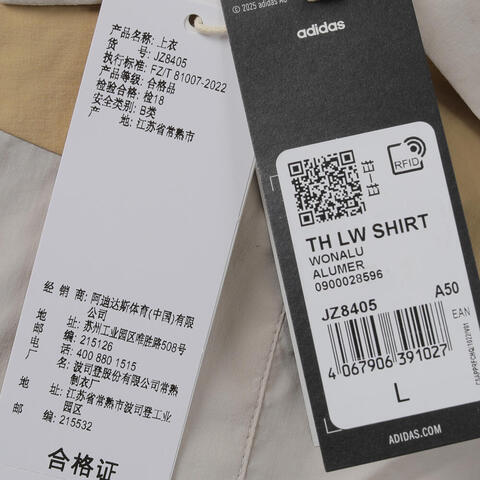 产品名称: 上衣
货 号: JZ8405
执行标准: FZ/T 81007-2022
产品等级: 合格品
检验合格: 检18
安全类别: B类
产 地: 江苏省常熟市
经 销 商: 阿迪达斯体育(中国)有限
公司
地 址: 苏州工业园区唯胜路508号
邮 编: 215126
电 话: 400 880 1515
厂 名: 波司登股份有限公司常熟
制衣厂
地 址: 江苏省常熟市波司登工业
园区
邮 编: 215532
合格证
© 2025 adidas AG
adidas
RFID
TH LW SHIRT
WONALU
ALUMER
0900028596
JZ8405 A50
EAN
4 067906 391027
L
ADIDAS.COM